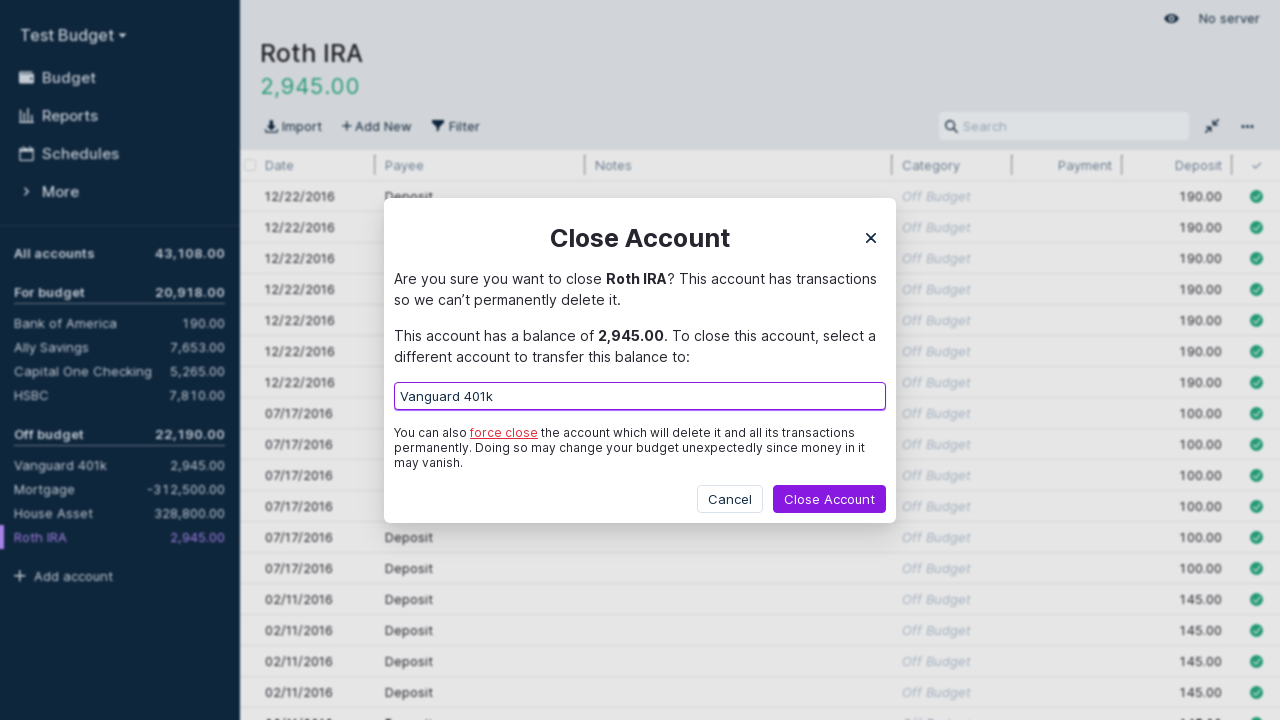 Test Budget
Budget
Reports
Schedules
More
All accounts 43,108.00
For budget 20,918.00
Bank of America 190.00
Ally Savings 7,653.00
Capital One Checking 5,265.00
HSBC 7,810.00
Off budget 22,190.00
Vanguard 401k 2,945.00
Mortgage -312,500.00
House Asset 328,800.00
Roth IRA 2,945.00
Add account
No server
Roth IRA
2,945.00
Import Add New Filter Search
Date Payee Notes Category Payment Deposit
12/22/2016 Deposit Off Budget 190.00
12/22/2016 Off Budget 190.00
12/22/2016 Off Budget 190.00
12/22/2016 Off Budget 190.00
12/22/2016 Off Budget 190.00
12/22/2016 Off Budget 190.00
12/22/2016 Off Budget 190.00
07/17/2016 Off Budget 100.00
07/17/2016 Off Budget 100.00
07/17/2016 Off Budget 100.00
07/17/2016 Off Budget 100.00
07/17/2016 Deposit Off Budget 100.00
07/17/2016 Deposit Off Budget 100.00
02/11/2016 Deposit Off Budget 145.00
02/11/2016 Deposit Off Budget 145.00
02/11/2016 Deposit Off Budget 145.00
02/11/2016 Deposit Off Budget 145.00
Close Account
Are you sure you want to close Roth IRA? This account has transactions
so we can’t permanently delete it.
This account has a balance of 2,945.00. To close this account, select a
different account to transfer this balance to:
Vanguard 401k
You can also force close the account which will delete it and all its transactions
permanently. Doing so may change your budget unexpectedly since money in it
may vanish.
Cancel Close Account